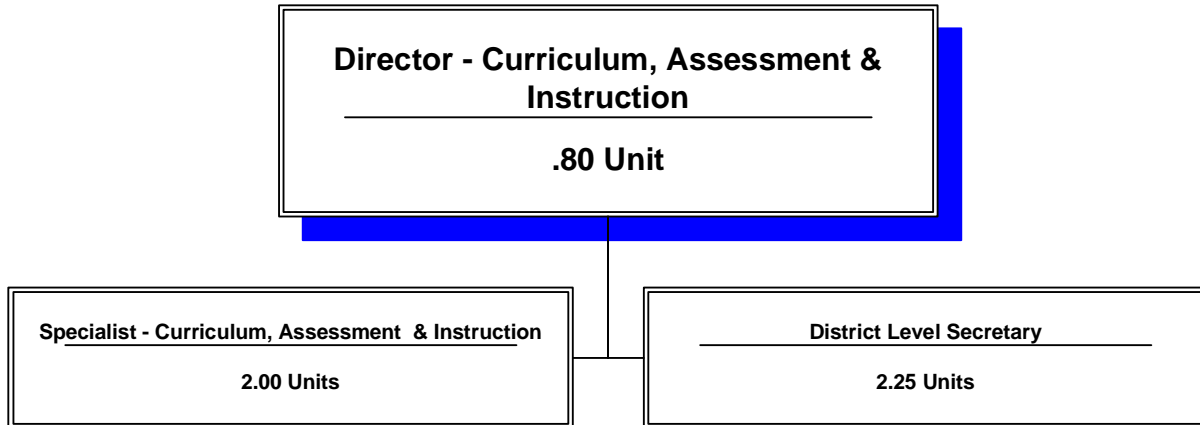 Director - Curriculum, Assessment &
Instruction
.80 Unit
Specialist - Curriculum, Assessment & Instruction
2.00 Units
District Level Secretary
2.25 Units